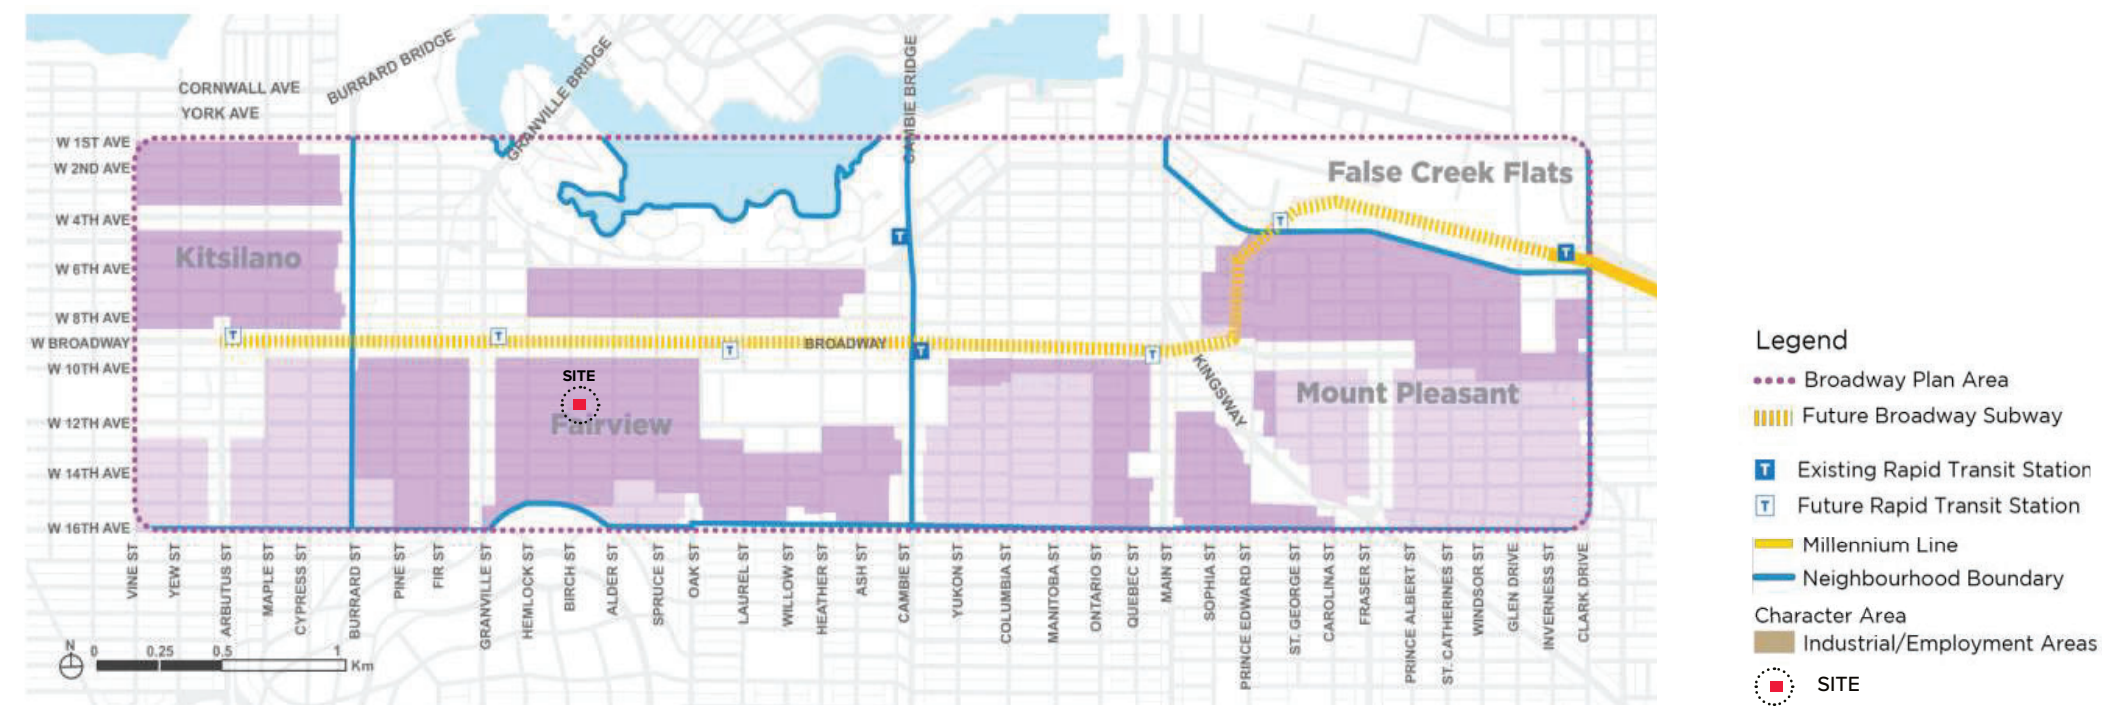 CORNWALL AVE
YORK AVE
BURRARD BRIDGE
GRANVILLE BRIDGE
CAMBIE BRIDGE
W 1ST AVE
W 2ND AVE
W 4TH AVE
W 6TH AVE
W 8TH AVE
W BROADWAY
W 10TH AVE
W 12TH AVE
W 14TH AVE
W 16TH AVE
False Creek Flats
Kitsilano
T
T
T
T
T
T
T
T
BROADWAY
KINGSWAY
SITE
Fairview
Mount Pleasant
VINE ST
YEW ST
ARBUTUS ST
MAPLE ST
CYPRESS ST
BURRARD ST
PINE ST
FIR ST
GRANVILLE ST
HEMLOCK ST
BIRCH ST
ALDER ST
SPRUCE ST
OAK ST
LAUREL ST
WILLOW ST
HEATHER ST
ASH ST
CAMBIE ST
YUKON ST
COLUMBIA ST
MANITOBA ST
ONTARIO ST
QUEBEC ST
MAIN ST
SOPHIA ST
PRINCE EDWARD ST
ST. GEORGE ST
CAROLINA ST
FRASER ST
PRINCE ALBERT ST
ST. CATHERINES ST
WINDSOR ST
GLEN DRIVE
INVERNESS ST
CLARK DRIVE
N
0 0.25 0.5 1
Km
Legend
Broadway Plan Area
Future Broadway Subway
T Existing Rapid Transit Station
T Future Rapid Transit Station
Millennium Line
Neighbourhood Boundary
Character Area
Industrial/Employment Areas
SITE